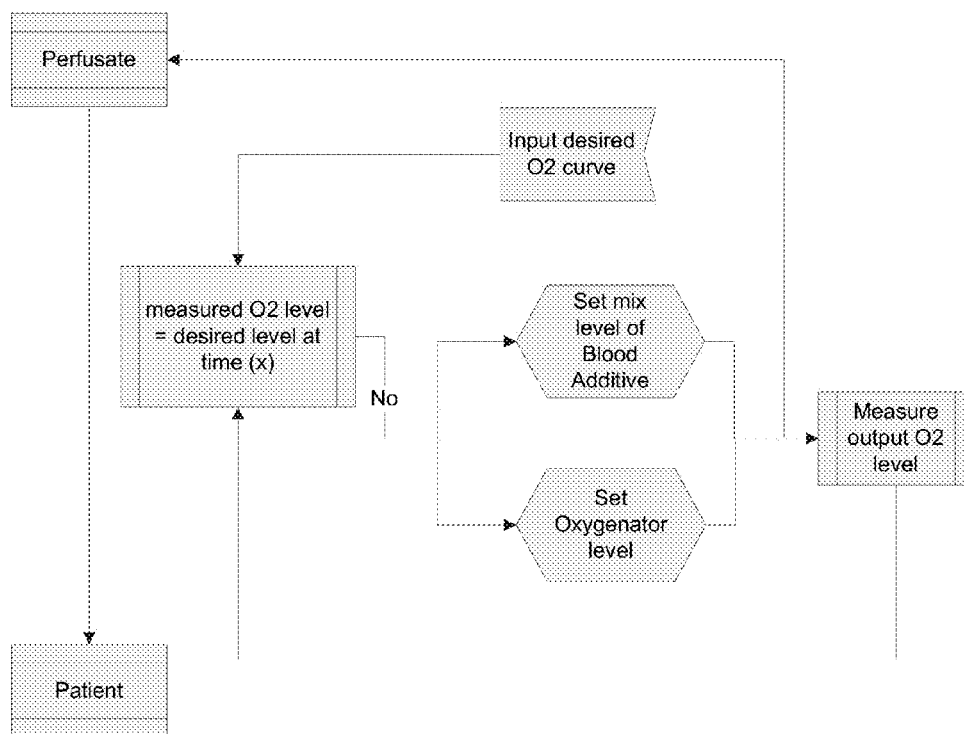 Perfusate
Input desired
O2 curve
measured O2 level
= desired level at
time (x)
No
Set mix
level of
Blood
Additive
Measure
output O2
level
Set
Oxygenator
level
Patient